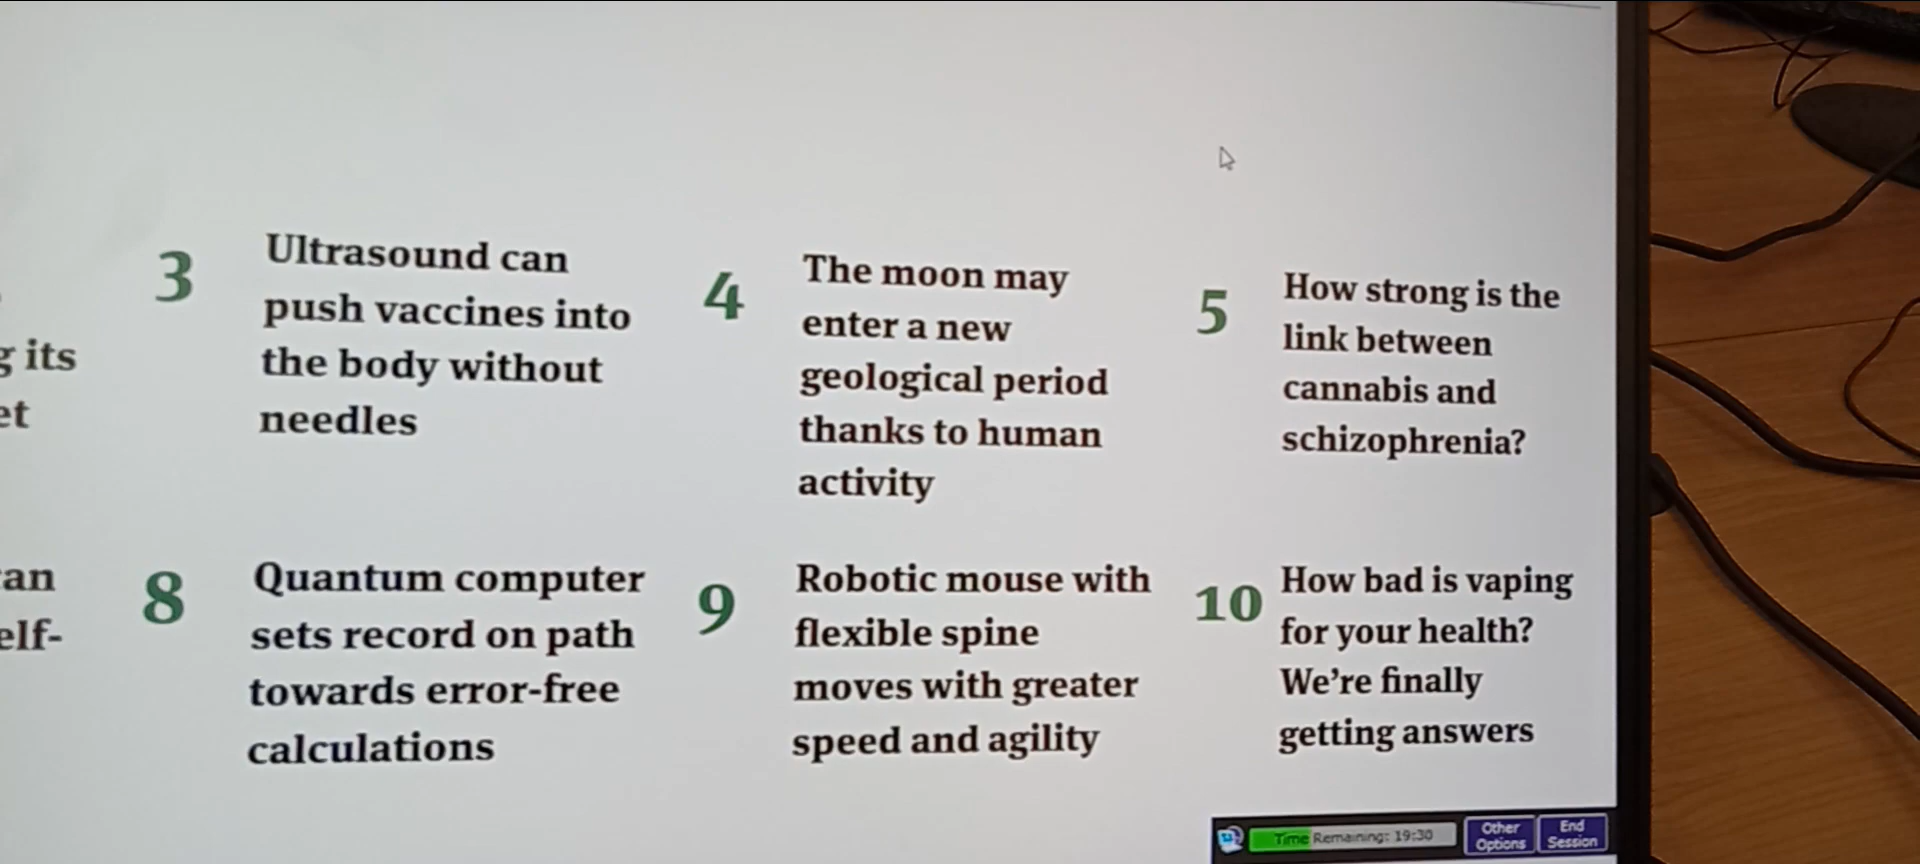 g its
et
3
Ultrasound can
push vaccines into
the body without
needles
4
The moon may
enter a new
geological period
thanks to human
activity
5
How strong is the
link between
cannabis and
schizophrenia?
an
elf-
8
Quantum computer
sets record on path
towards error-free
calculations
9
Robotic mouse with
flexible spine
moves with greater
speed and agility
10
How bad is vaping
for your health?
We’re finally
getting answers
Time Remaining: 19:30
Other
Options
End
Session